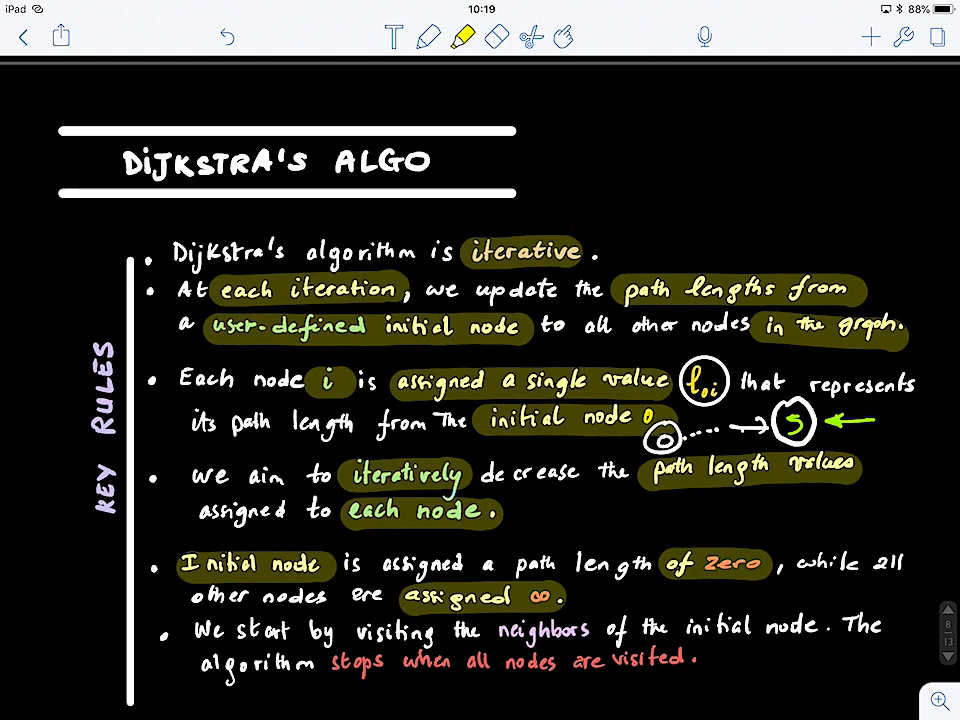 iPad
10:19
88%
DIJKSTRA'S ALGO
KEY RULES
• Dijkstra's algorithm is iterative.
• At each iteration, we update the path lengths from
a user-defined initial node to all other nodes in the graph.
• Each node i is assigned a single value l0i that represents
its path length from the initial node 0
0 ..... → 5 ←
• We aim to iteratively decrease the path length values
assigned to each node.
• Initial node is assigned a path length of zero, while all
other nodes are assigned ∞.
• We start by visiting the neighbors of the initial node. The
algorithm stops when all nodes are visited.
8
13